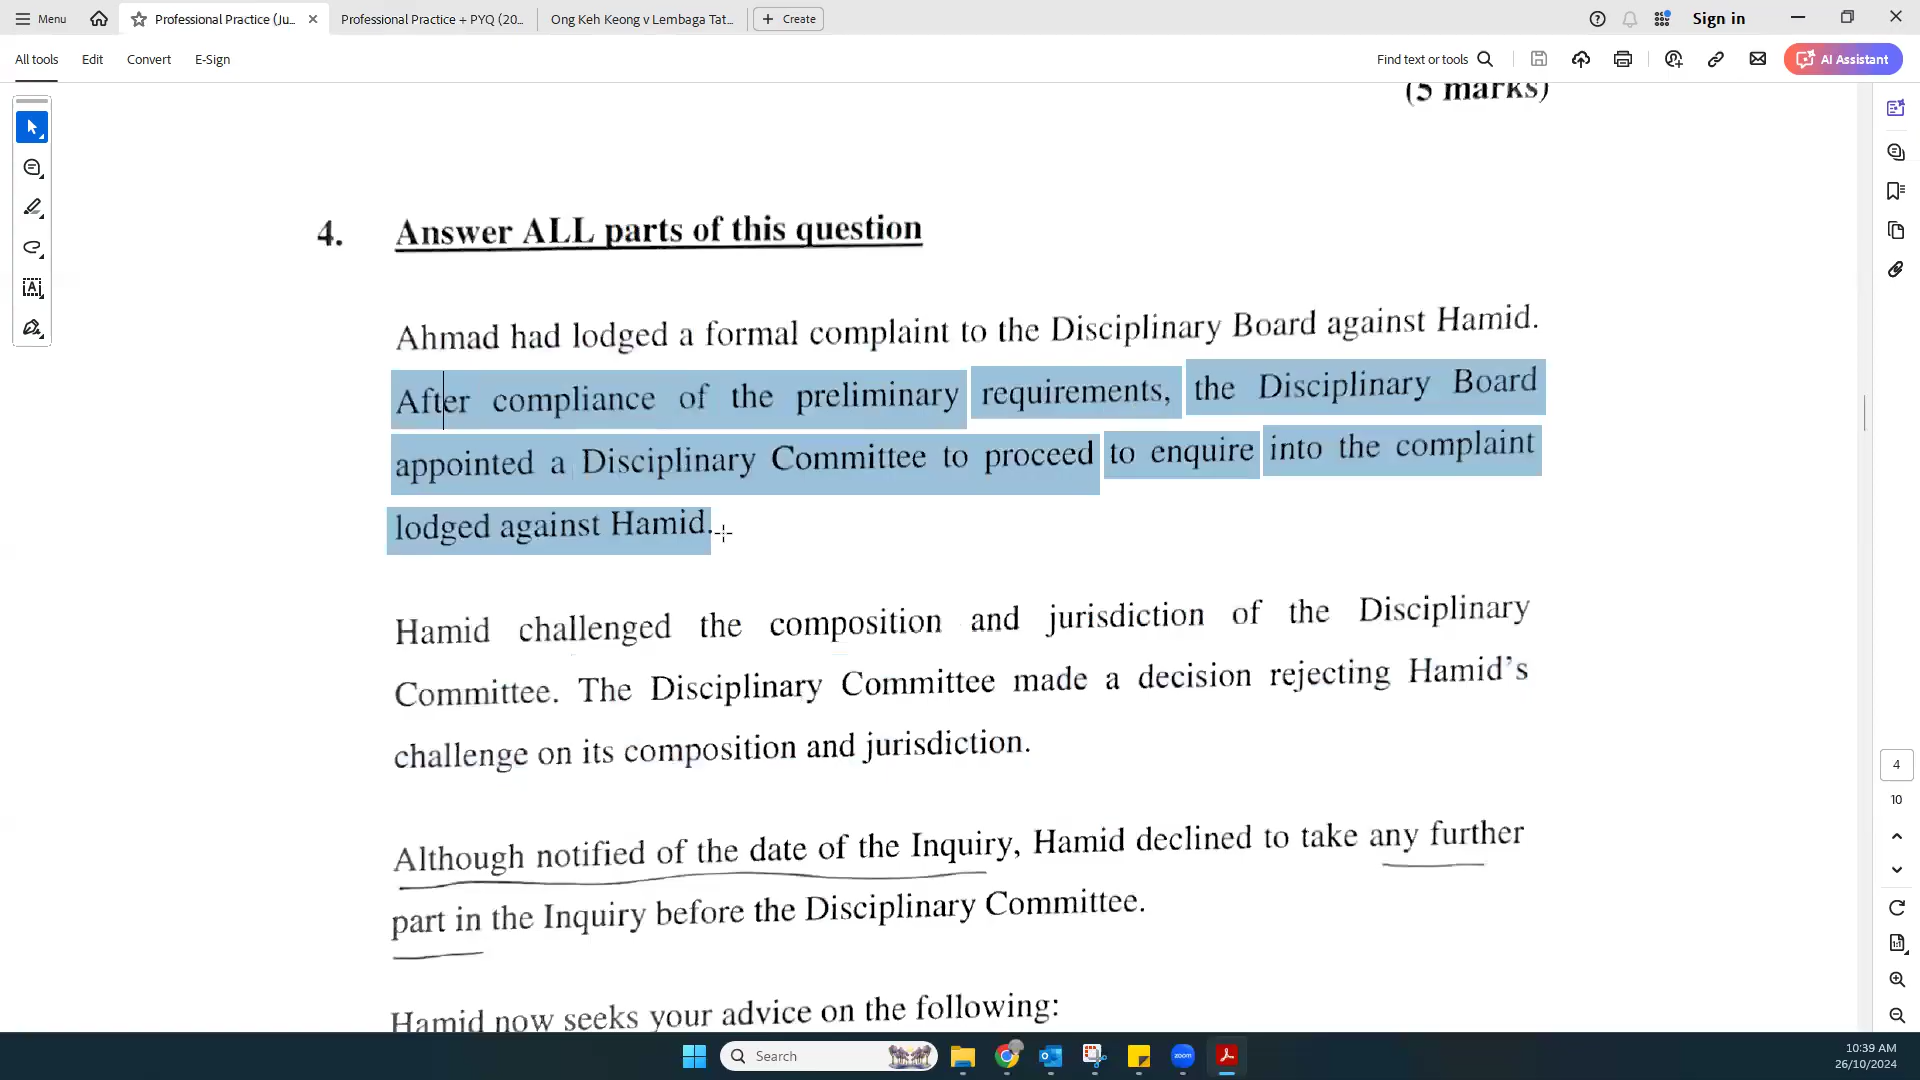 Menu
Professional Practice (Ju...
Professional Practice + PYQ (20...
Ong Keh Keong v Lembaga Tat...
Create
Sign in
All tools
Edit
Convert
E-Sign
Find text or tools
AI Assistant
(5 marks)
4. Answer ALL parts of this question
Ahmad had lodged a formal complaint to the Disciplinary Board against Hamid.
After compliance of the preliminary requirements, the Disciplinary Board
appointed a Disciplinary Committee to proceed to enquire into the complaint
lodged against Hamid.
Hamid challenged the composition and jurisdiction of the Disciplinary
Committee. The Disciplinary Committee made a decision rejecting Hamid's
challenge on its composition and jurisdiction.
Although notified of the date of the Inquiry, Hamid declined to take any further
part in the Inquiry before the Disciplinary Committee.
Hamid now seeks your advice on the following:
4
10
Search
zoom
10:39 AM
26/10/2024